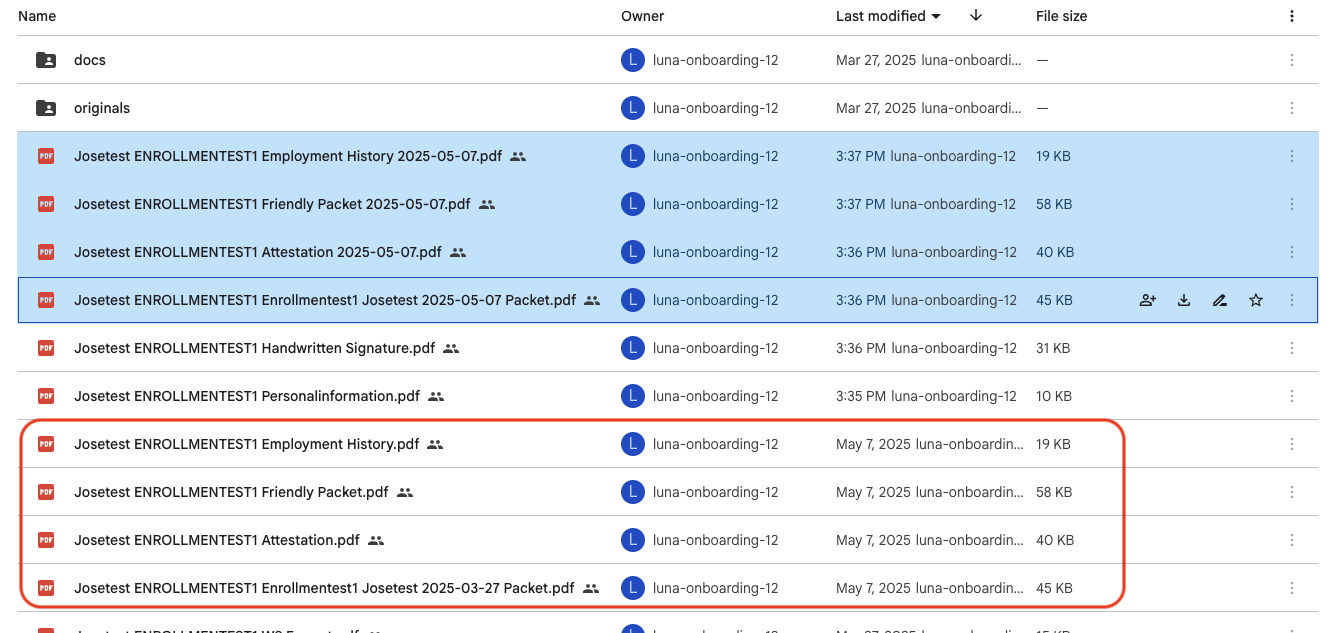 Name Owner Last modified File size
docs L luna-onboarding-12 Mar 27, 2025 luna-onboardi... —
originals L luna-onboarding-12 Mar 27, 2025 luna-onboardi... —
PDF Josetest ENROLLMENTEST1 Employment History 2025-05-07.pdf L luna-onboarding-12 3:37 PM luna-onboarding-12 19 KB
PDF Josetest ENROLLMENTEST1 Friendly Packet 2025-05-07.pdf L luna-onboarding-12 3:37 PM luna-onboarding-12 58 KB
PDF Josetest ENROLLMENTEST1 Attestation 2025-05-07.pdf L luna-onboarding-12 3:36 PM luna-onboarding-12 40 KB
PDF Josetest ENROLLMENTEST1 Enrollmentest1 Josetest 2025-05-07 Packet.pdf L luna-onboarding-12 3:36 PM luna-onboarding-12 45 KB
PDF Josetest ENROLLMENTEST1 Handwritten Signature.pdf L luna-onboarding-12 3:36 PM luna-onboarding-12 31 KB
PDF Josetest ENROLLMENTEST1 Personalinformation.pdf L luna-onboarding-12 3:35 PM luna-onboarding-12 10 KB
PDF Josetest ENROLLMENTEST1 Employment History.pdf L luna-onboarding-12 May 7, 2025 luna-onboardin... 19 KB
PDF Josetest ENROLLMENTEST1 Friendly Packet.pdf L luna-onboarding-12 May 7, 2025 luna-onboardin... 58 KB
PDF Josetest ENROLLMENTEST1 Attestation.pdf L luna-onboarding-12 May 7, 2025 luna-onboardin... 40 KB
PDF Josetest ENROLLMENTEST1 Enrollmentest1 Josetest 2025-03-27 Packet.pdf L luna-onboarding-12 May 7, 2025 luna-onboardin... 45 KB